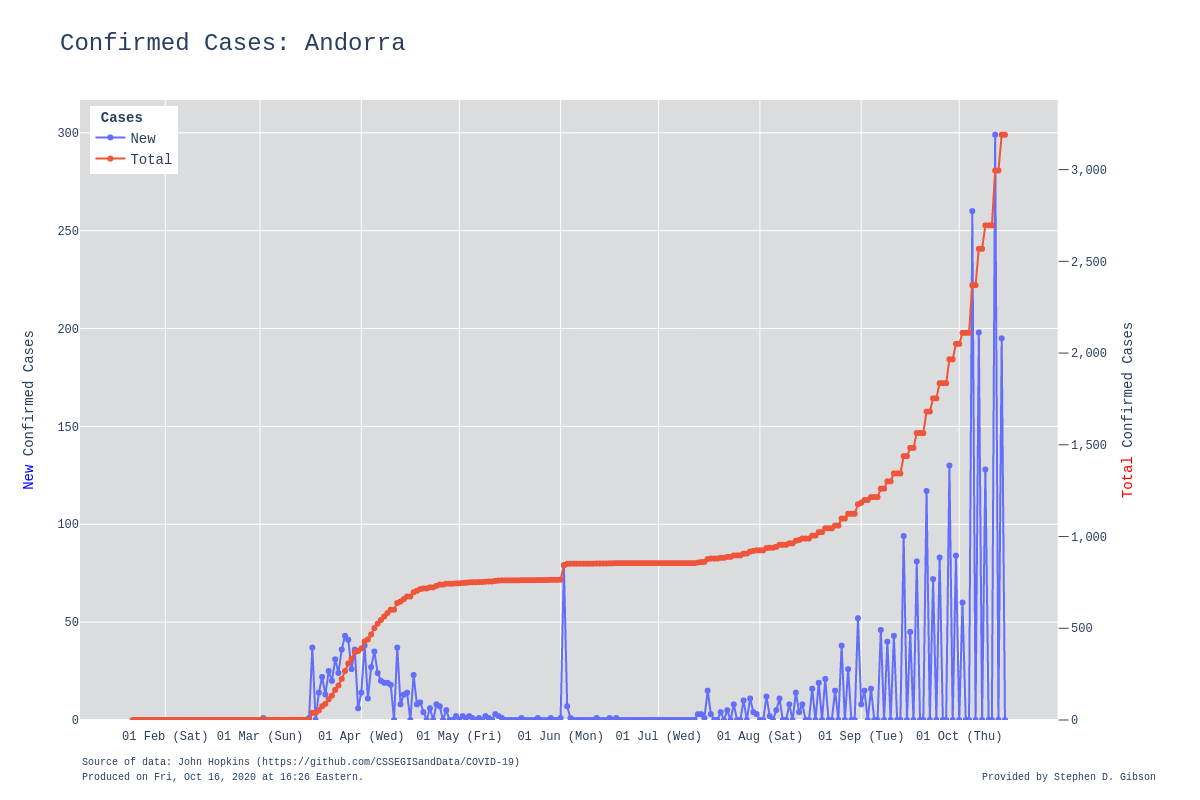 Confirmed Cases: Andorra
Cases
New
Total
300
250
200
150
100
50
0
3,000
2,500
2,000
1,500
1,000
500
0
New Confirmed Cases
Total Confirmed Cases
01 Feb (Sat) 01 Mar (Sun) 01 Apr (Wed) 01 May (Fri) 01 Jun (Mon) 01 Jul (Wed) 01 Aug (Sat) 01 Sep (Tue) 01 Oct (Thu)
Source of data: John Hopkins (https://github.com/CSSEGISandData/COVID-19)
Produced on Fri, Oct 16, 2020 at 16:26 Eastern.
Provided by Stephen D. Gibson